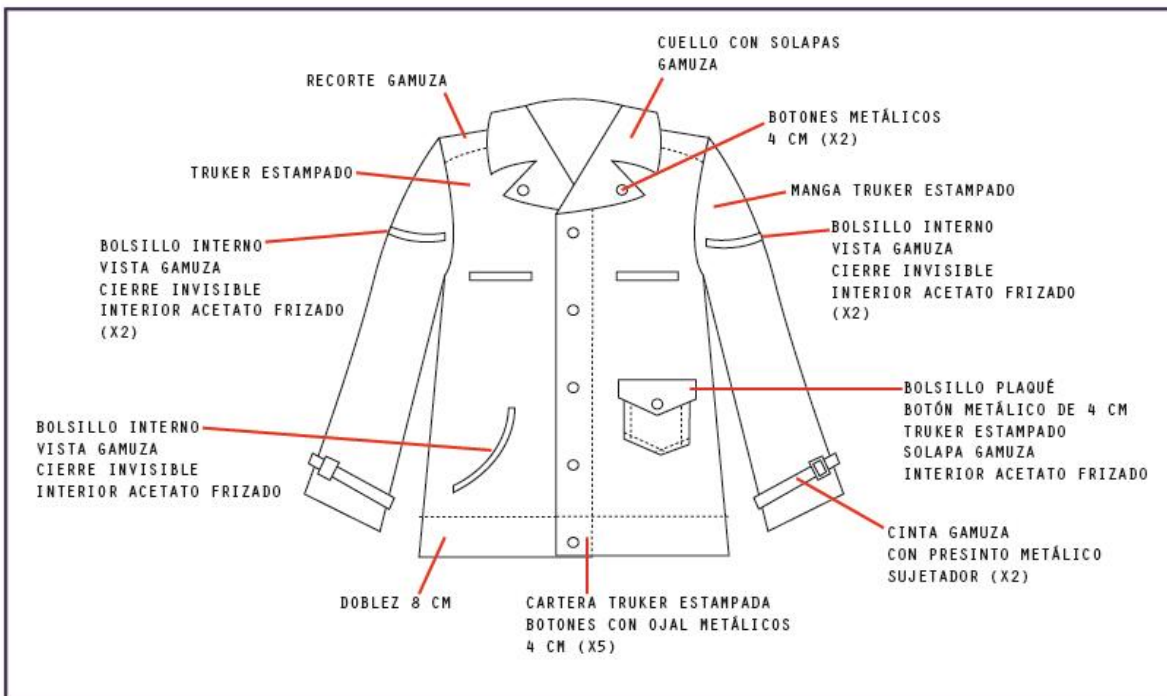 CUELLO CON SOLAPAS
GAMUZA
RECORTE GAMUZA
BOTONES METÁLICOS
4 CM (X2)
TRUKER ESTAMPADO
MANGA TRUKER ESTAMPADO
BOLSILLO INTERNO
VISTA GAMUZA
CIERRE INVISIBLE
INTERIOR ACETATO FRIZADO
(X2)
BOLSILLO INTERNO
VISTA GAMUZA
CIERRE INVISIBLE
INTERIOR ACETATO FRIZADO
(X2)
BOLSILLO INTERNO
VISTA GAMUZA
CIERRE INVISIBLE
INTERIOR ACETATO FRIZADO
BOLSILLO PLAQUÉ
BOTÓN METÁLICO DE 4 CM
TRUKER ESTAMPADO
SOLAPA GAMUZA
INTERIOR ACETATO FRIZADO
CINTA GAMUZA
CON PRESINTO METÁLICO
SUJETADOR (X2)
DOBLEZ 8 CM
CARTERA TRUKER ESTAMPADA
BOTONES CON OJAL METÁLICOS
4 CM (X5)